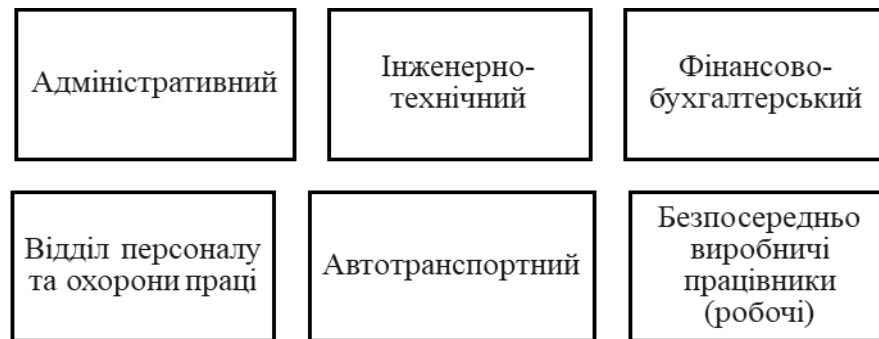 Адміністративний
Інженерно-
технічний
Фінансово-
бухгалтерський
Відділ персоналу
та охорони праці
Автотранспортний
Безпосередньо
виробничі
працівники
(робочі)